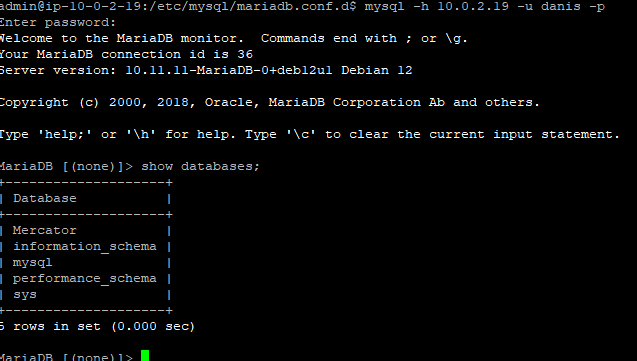 admin@ip-10-0-2-19:/etc/mysql/mariadb.conf.d$ mysql -h 10.0.2.19 -u danis -p
Enter password:
Welcome to the MariaDB monitor.  Commands end with ; or \g.
Your MariaDB connection id is 36
Server version: 10.11.11-MariaDB-0+deb12u1 Debian 12

Copyright (c) 2000, 2018, Oracle, MariaDB Corporation Ab and others.

Type 'help;' or '\h' for help. Type '\c' to clear the current input statement.

MariaDB [(none)]> show databases;
+--------------------+
| Database           |
+--------------------+
| Mercator           |
| information_schema |
| mysql              |
| performance_schema |
| sys                |
+--------------------+
5 rows in set (0.000 sec)

MariaDB [(none)]>